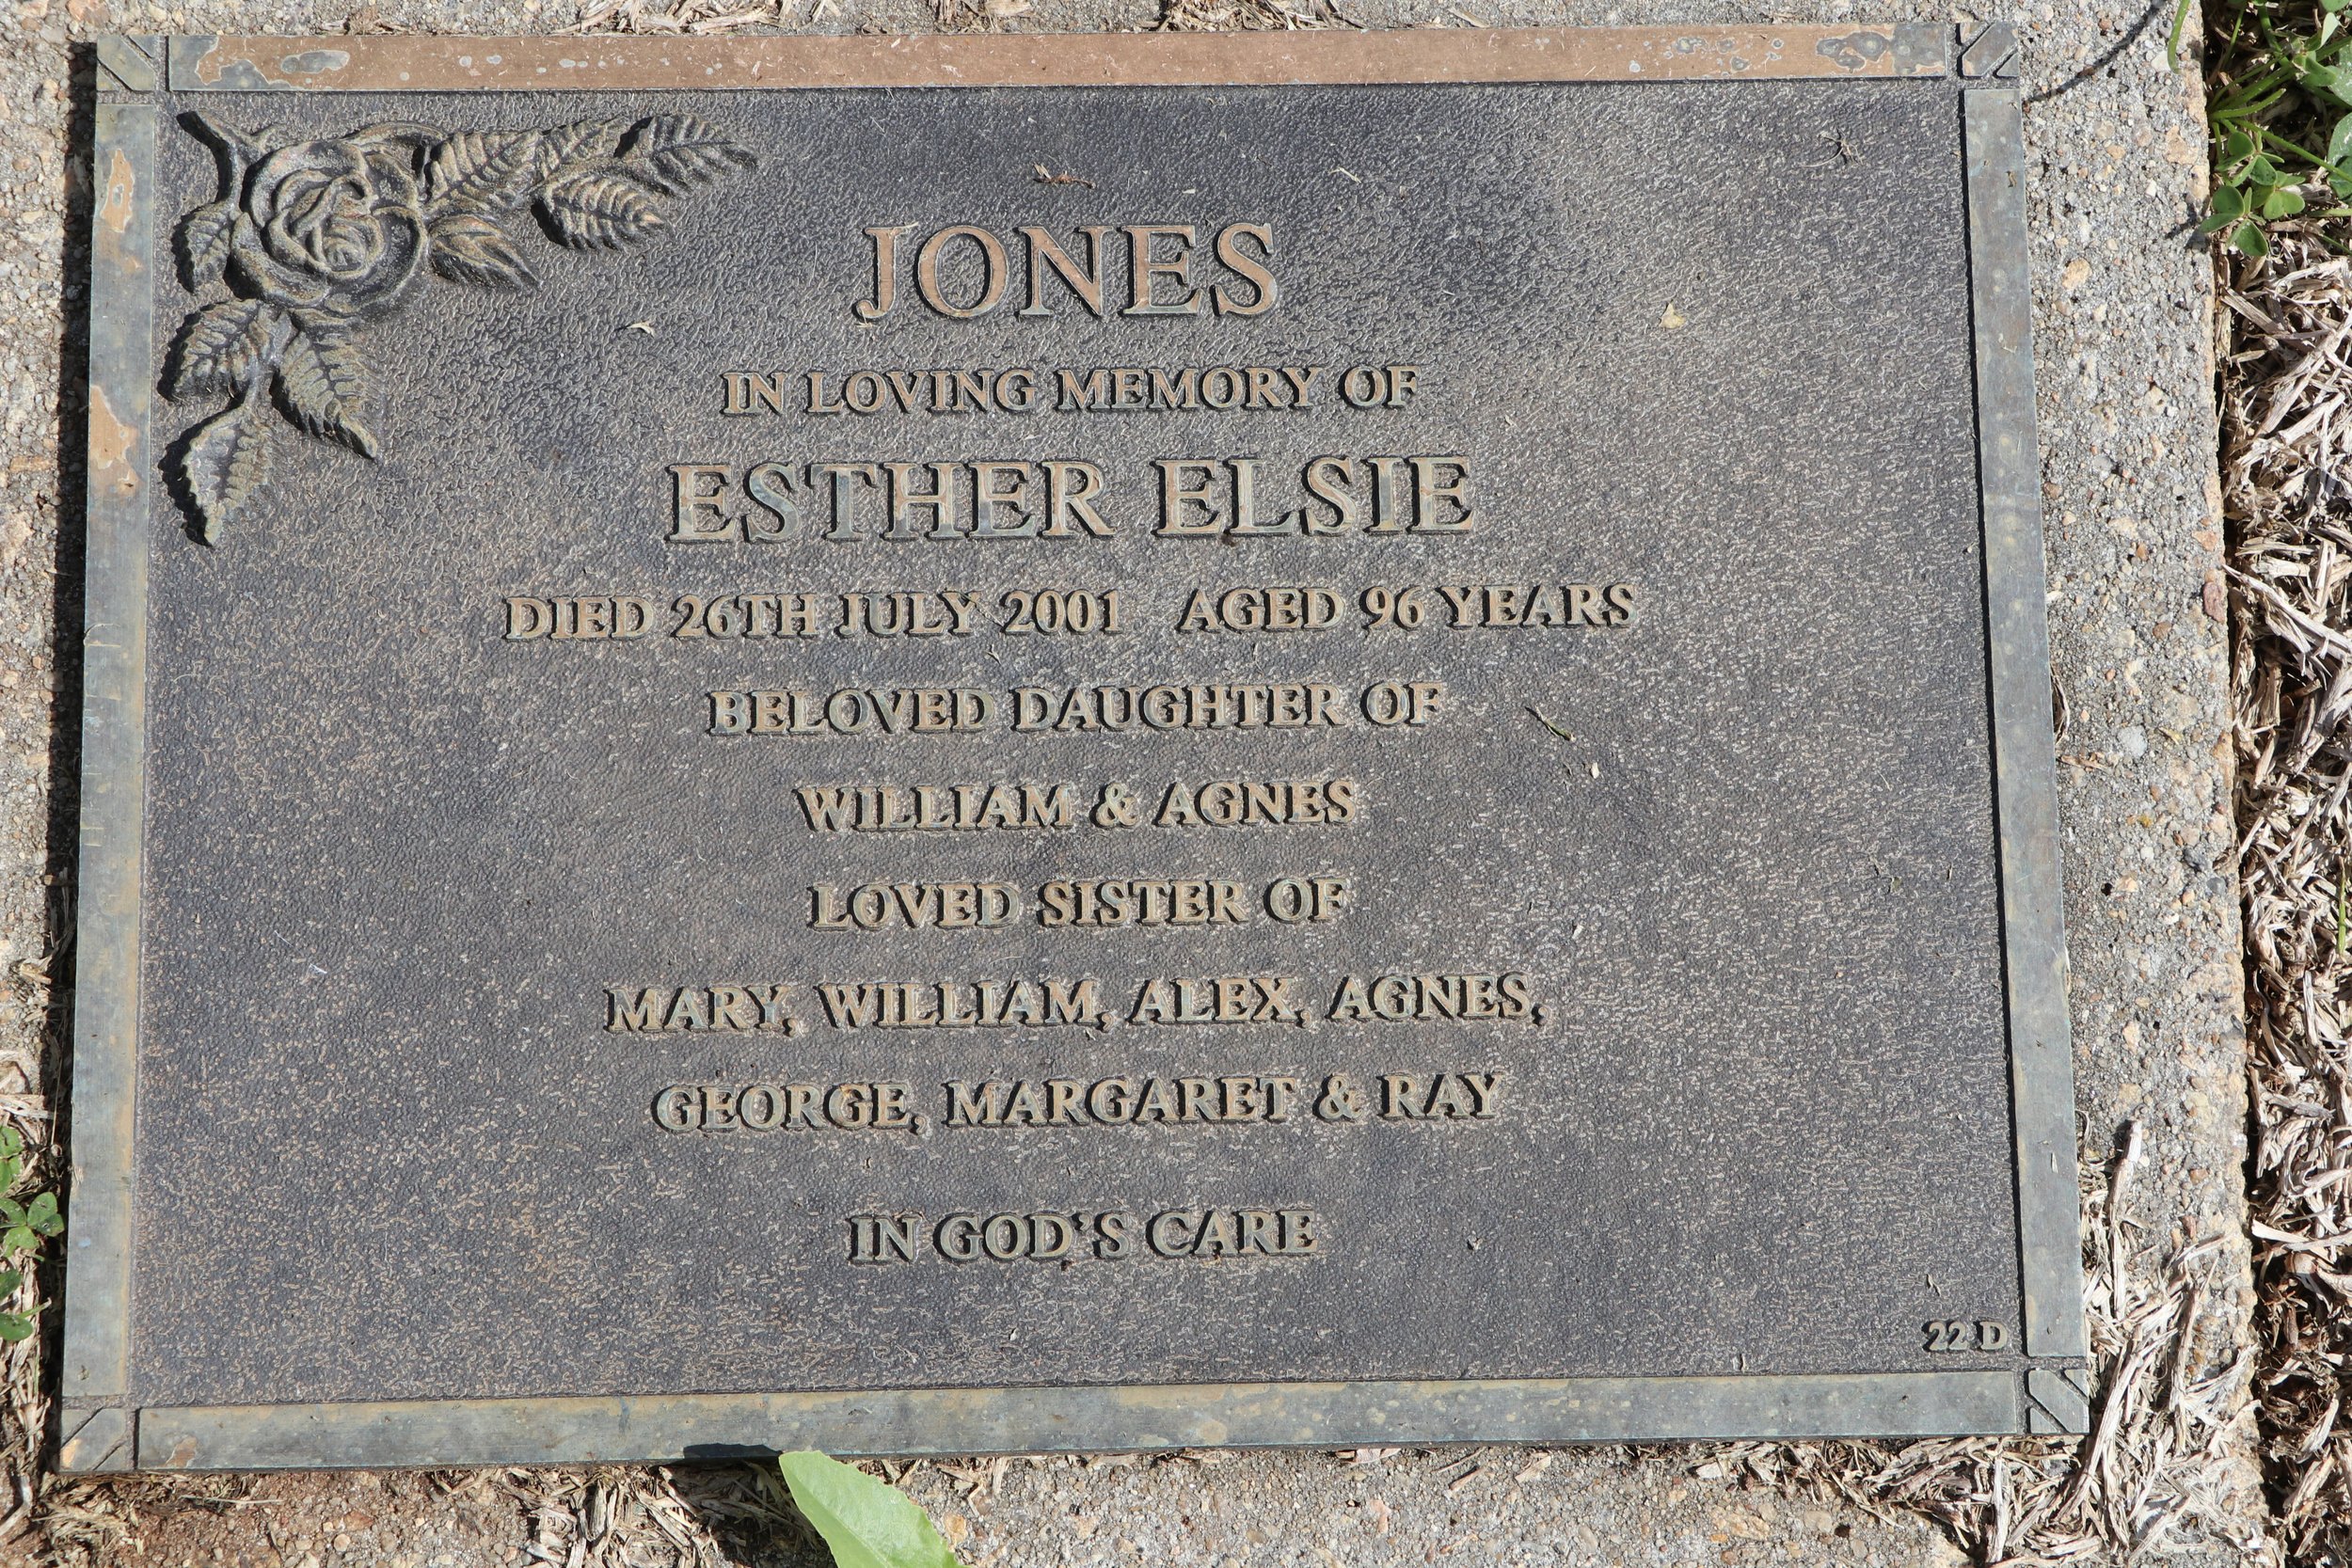 JONES
IN LOVING MEMORY OF
ESTHER ELSIE
DIED 26TH JULY 2001 AGED 96 YEARS
BELOVED DAUGHTER OF
WILLIAM & AGNES
LOVED SISTER OF
MARY, WILLIAM, ALEX, AGNES,
GEORGE, MARGARET & RAY
IN GOD'S CARE
22 D